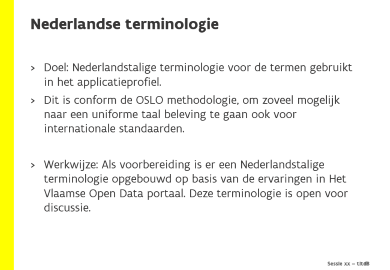 Nederlandse terminologie
> Doel: Nederlandstalige terminologie voor de termen gebruikt
in het applicatieprofiel.
> Dit is conform de OSLO methodologie, om zoveel mogelijk
naar een uniforme taal beleving te gaan ook voor
internationale standaarden.
> Werkwijze: Als voorbereiding is er een Nederlandstalige
terminologie opgebouwd op basis van de ervaringen in Het
Vlaamse Open Data portaal. Deze terminologie is open voor
discussie.
Sessie xx –